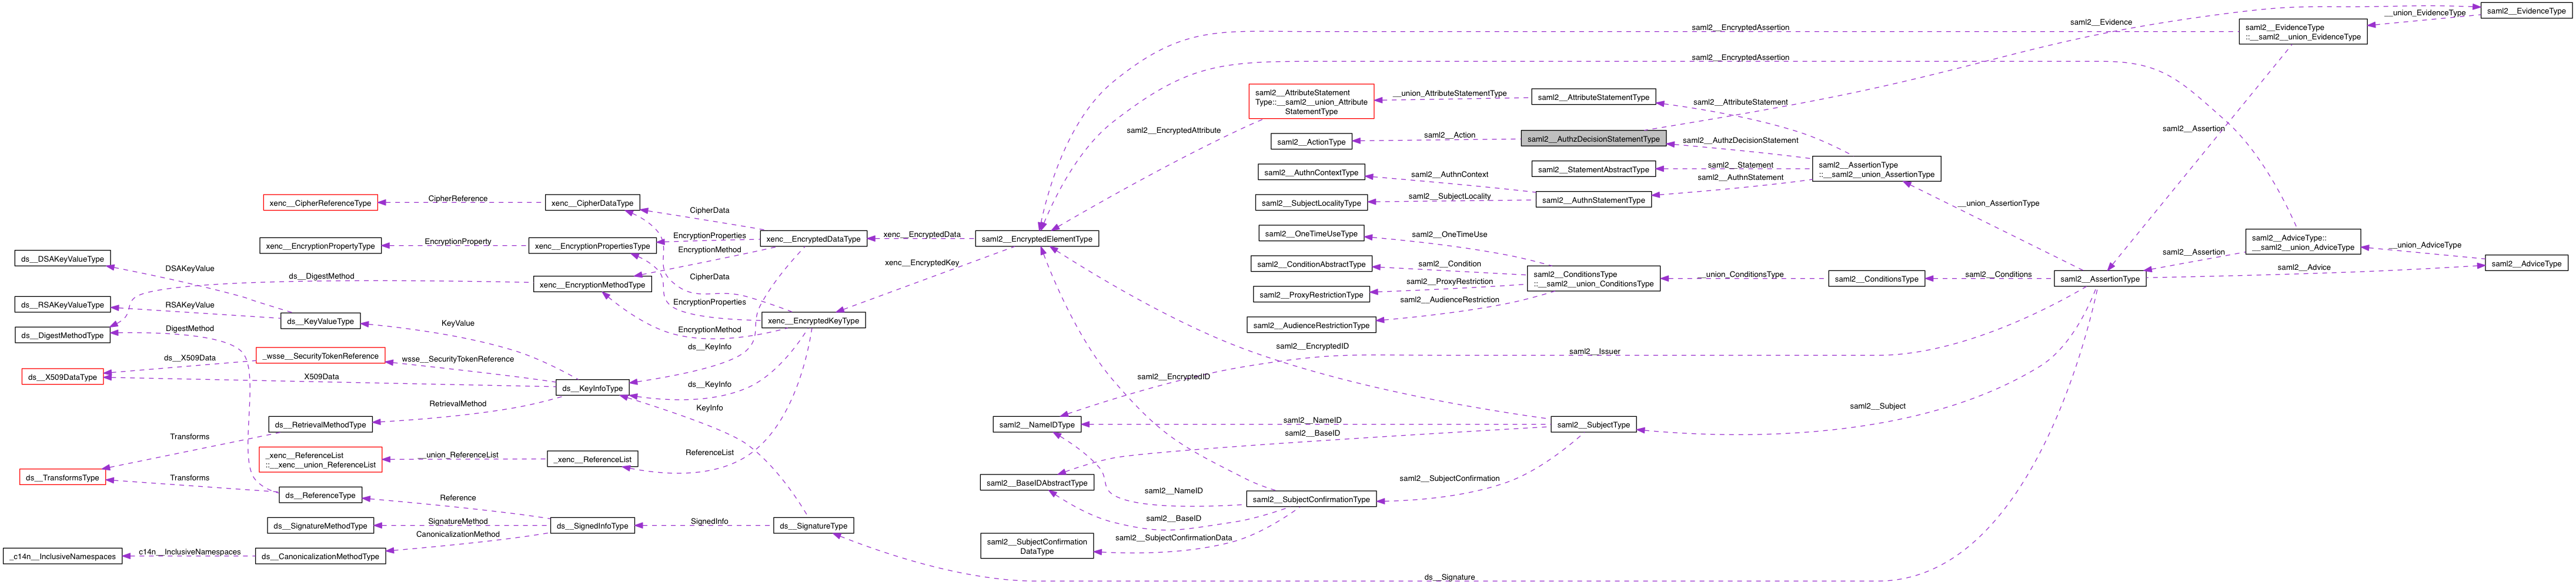 saml2__EvidenceType
__union_EvidenceType
saml2__EvidenceType
::__saml2__union_EvidenceType
saml2__Evidence
saml2__EncryptedAssertion
saml2__EncryptedAssertion
saml2__AttributeStatement
Type::__saml2__union_Attribute
StatementType
__union_AttributeStatementType
saml2__AttributeStatementType
saml2__AttributeStatement
saml2__EncryptedAttribute
saml2__ActionType
saml2__Action
saml2__AuthzDecisionStatementType
saml2__AuthzDecisionStatement
saml2__Assertion
saml2__AuthnContextType
saml2__AuthnContext
saml2__StatementAbstractType
saml2__Statement
saml2__AssertionType
::__saml2__union_AssertionType
saml2__AuthnStatement
saml2__SubjectLocalityType
saml2__SubjectLocality
saml2__AuthnStatementType
__union_AssertionType
xenc__CipherReferenceType
CipherReference
xenc__CipherDataType
CipherData
xenc__EncryptionPropertyType
EncryptionProperty
xenc__EncryptionPropertiesType
EncryptionProperties
EncryptionMethod
xenc__EncryptedDataType
xenc__EncryptedData
saml2__EncryptedElementType
saml2__OneTimeUseType
saml2__OneTimeUse
saml2__AdviceType::
__saml2__union_AdviceType
__union_AdviceType
saml2__AdviceType
saml2__Assertion
saml2__Advice
ds__DSAKeyValueType
DSAKeyValue
ds__DigestMethod
xenc__EncryptionMethodType
CipherData
xenc__EncryptedKey
saml2__ConditionAbstractType
saml2__Condition
saml2__ConditionsType
::__saml2__union_ConditionsType
__union_ConditionsType
saml2__ConditionsType
saml2__Conditions
saml2__AssertionType
saml2__ProxyRestrictionType
saml2__ProxyRestriction
saml2__AudienceRestriction
saml2__AudienceRestrictionType
ds__RSAKeyValueType
RSAKeyValue
EncryptionProperties
ds__KeyValueType
xenc__EncryptedKeyType
ds__DigestMethodType
DigestMethod
KeyValue
EncryptionMethod
ds__KeyInfo
saml2__EncryptedID
saml2__Issuer
ds__X509Data
_wsse__SecurityTokenReference
wsse__SecurityTokenReference
ds__X509DataType
X509Data
ds__KeyInfoType
ds__KeyInfo
saml2__EncryptedID
RetrievalMethod
KeyInfo
saml2__Subject
ds__RetrievalMethodType
saml2__NameIDType
saml2__NameID
saml2__SubjectType
saml2__BaseID
Transforms
_xenc__ReferenceList
::__xenc__union_ReferenceList
__union_ReferenceList
_xenc__ReferenceList
ReferenceList
ds__TransformsType
Transforms
saml2__BaseIDAbstractType
saml2__SubjectConfirmation
ds__ReferenceType
Reference
saml2__NameID
saml2__SubjectConfirmationType
ds__SignatureMethodType
SignatureMethod
ds__SignedInfoType
SignedInfo
ds__SignatureType
saml2__BaseID
CanonicalizationMethod
saml2__SubjectConfirmationData
saml2__SubjectConfirmation
DataType
_c14n__InclusiveNamespaces
c14n__InclusiveNamespaces
ds__CanonicalizationMethodType
ds__Signature